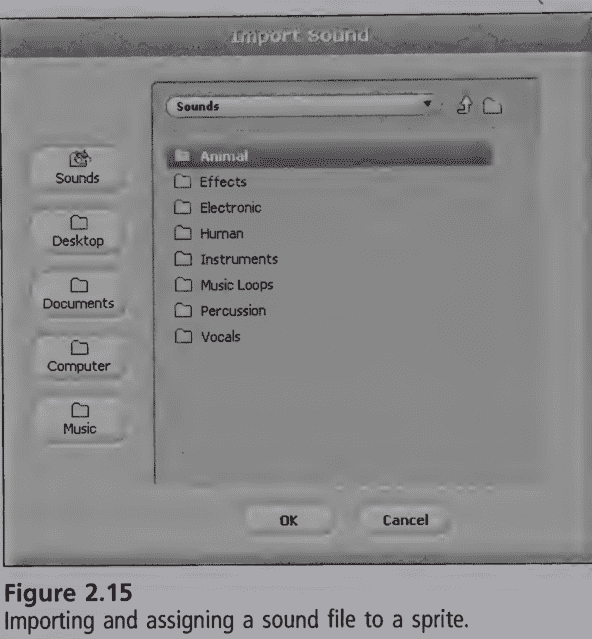 Import Sound
Sounds
Animal
Effects
Electronic
Human
Instruments
Music Loops
Percussion
Vocals
Sounds
Desktop
Documents
Computer
Music
OK Cancel
Figure 2.15
Importing and assigning a sound file to a sprite.